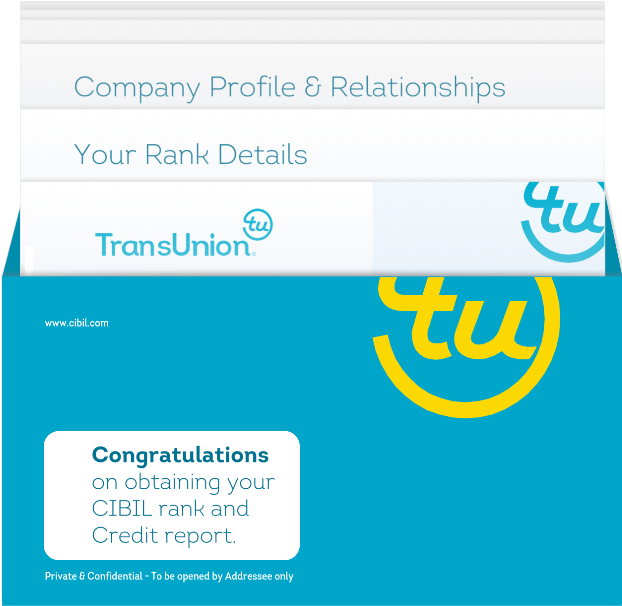 Company Profile & Relationships
Your Rank Details
tu
TransUnion®
tu
www.cibil.com
tu
Congratulations
on obtaining your
CIBIL rank and
Credit report.
Private & Confidential - To be opened by Addressee only